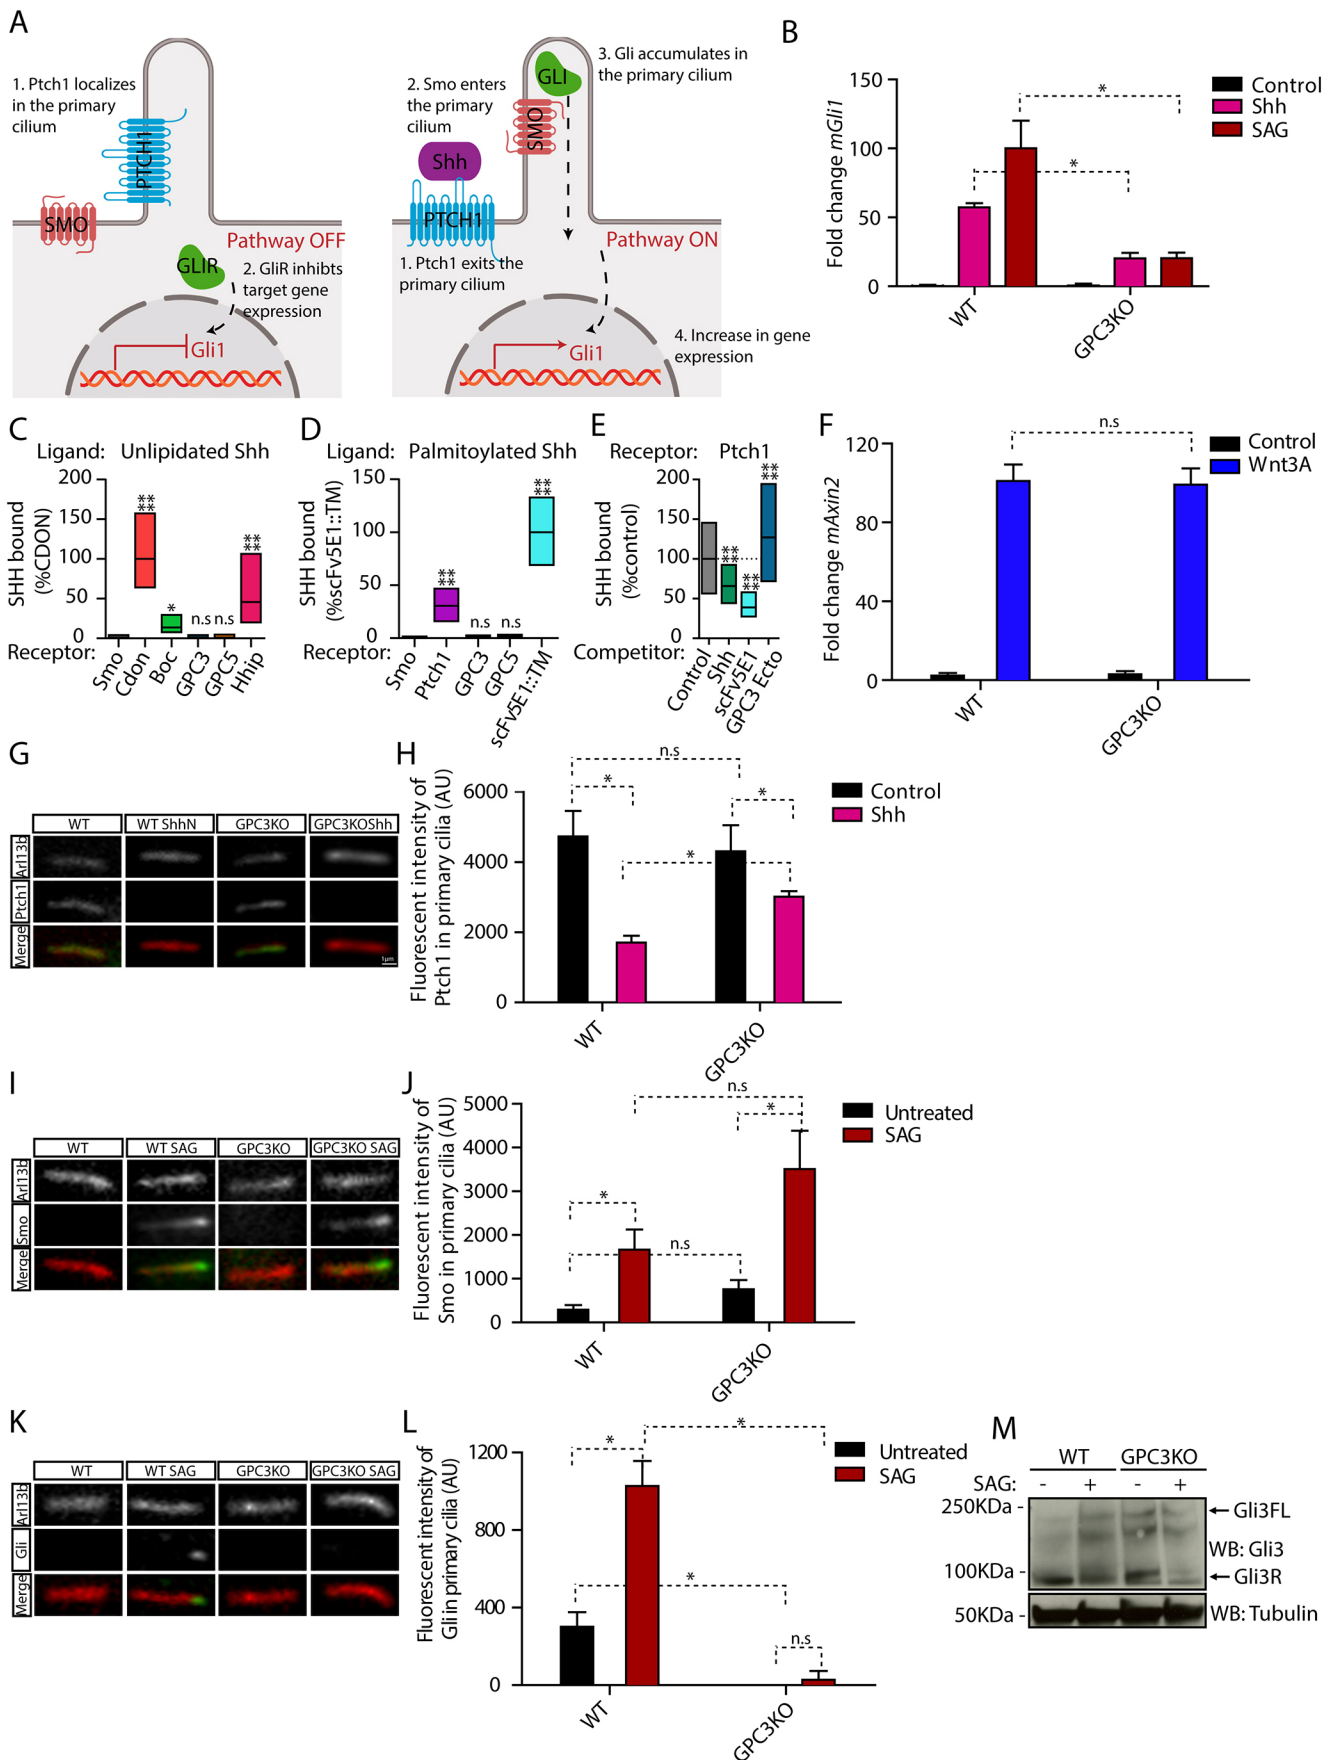 A
1. Ptch1 localizes
in the primary
cilium
PTCH1
SMO
Pathway OFF
GLIR
2. GliR inhibts
target gene
expression
Gli1
2. Smo enters
the primary
cilium
GLI
3. Gli accumulates in
the primary cilium
SMO
Shh
PTCH1
Pathway ON
1. Ptch1 exits the
primary cilium
4. Increase in gene
expression
Gli1
B
Fold change mGli1
150
100
50
0
*
*
WT
GPC3KO
Control
Shh
SAG
C
Ligand: Unlipidated Shh
SHH bound
(%CDON)
200
150
100
50
0
**
**
*
n.s
n.s
**
**
Receptor:
Smo
Cdon
Boc
GPC3
GPC5
Hhip
D
Ligand: Palmitoylated Shh
SHH bound
(%scFv5E1::TM)
150
100
50
0
**
**
n.s
n.s
**
**
Receptor:
Smo
Ptch1
GPC3
GPC5
scFv5E1::TM
E
Receptor: Ptch1
SHH bound
(%control)
200
150
100
50
0
**
**
**
**
**
**
Competitor:
Control
Shh
scFv5E1
GPC3 Ecto
F
Fold change mAxin2
120
80
40
0
n.s
WT
GPC3KO
Control
Wnt3A
G
WT
WT ShhN
GPC3KO
GPC3KOShh
Arl13b
Ptch1
Merge
1µm
H
Fluorescent intensity of
Ptch1 in primary cilia (AU)
6000
4000
2000
0
n.s
*
*
*
WT
GPC3KO
Control
Shh
I
WT
WT SAG
GPC3KO
GPC3KO SAG
Arl13b
Smo
Merge
J
Fluorescent intensity of
Smo in primary cilia (AU)
5000
4000
3000
2000
1000
0
n.s
*
*
n.s
WT
GPC3KO
Untreated
SAG
K
WT
WT SAG
GPC3KO
GPC3KO SAG
Arl13b
Gli
Merge
L
Fluorescent intensity of
Gli in primary cilia (AU)
1200
800
400
0
*
*
*
n.s
WT
GPC3KO
Untreated
SAG
M
WT GPC3KO
SAG: - + - +
250KDa -
100KDa -
50KDa -
Gli3FL
WB: Gli3
Gli3R
WB: Tubulin